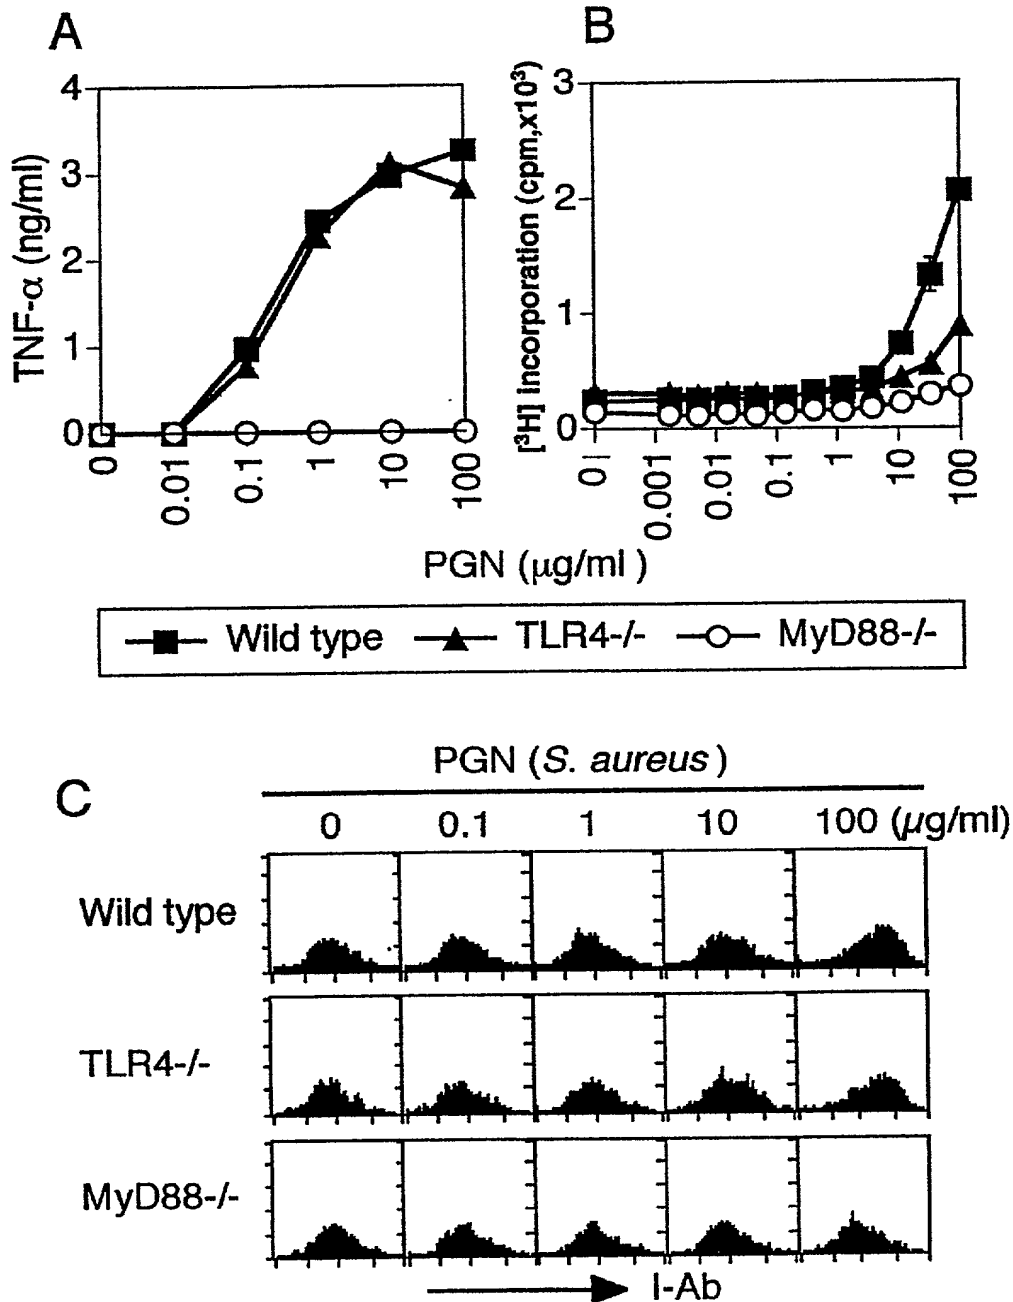 A
B
TNF-α (ng/ml)
4
3
2
1
0
0
0.01
0.1
1
10
100
[³H] incorporation (cpm,x10³)
3
2
1
0
0
0.001
0.01
0.1
1
10
100
PGN (μg/ml )
Wild type TLR4-/- MyD88-/-
C
PGN (S. aureus )
0 0.1 1 10 100 (μg/ml)
Wild type
TLR4-/-
MyD88-/-
I-Ab